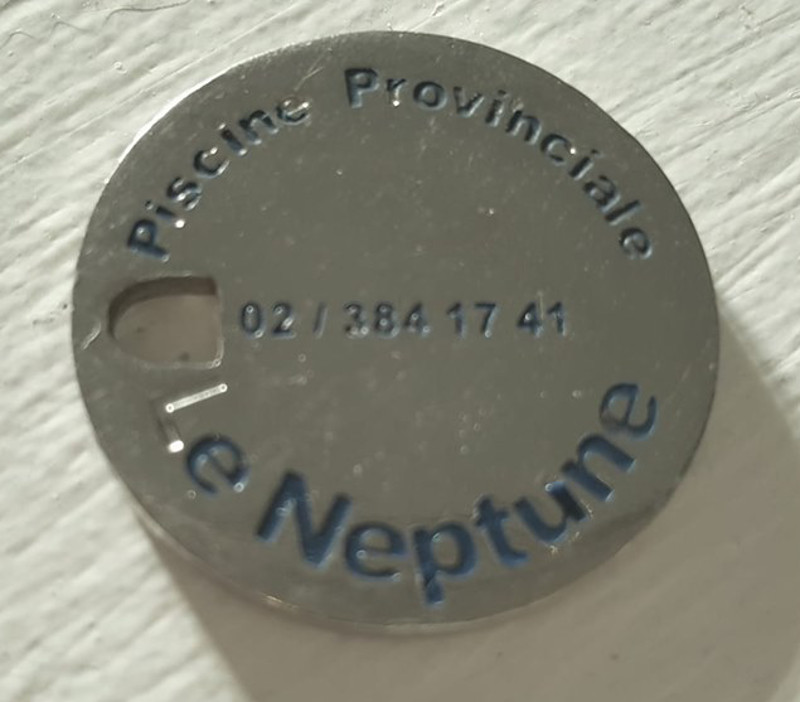 Piscine Provinciale
02 / 384 17 41
Le Neptune